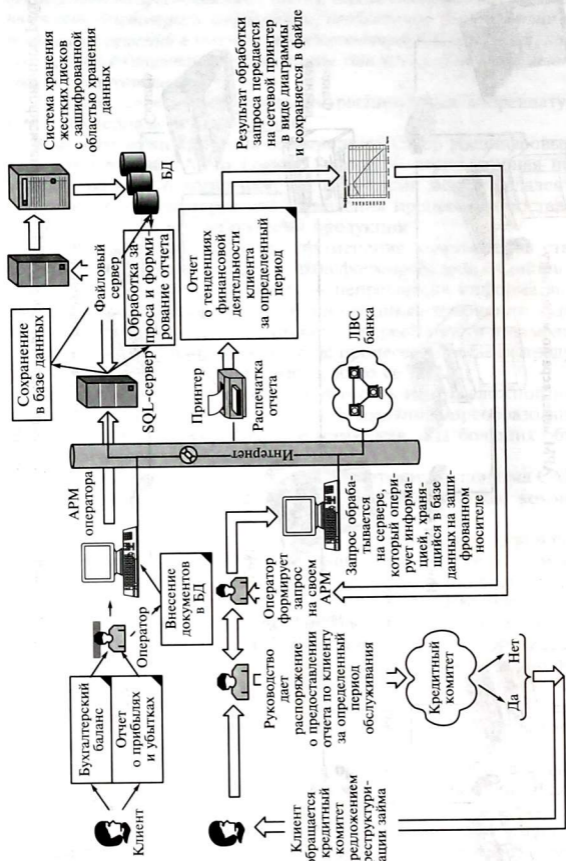 Клиент
Бухгалтерский
баланс
Отчет
о прибылях
и убытках
Оператор
АРМ
оператора
Внесение
документов
в БД
Сохранение
в базе данных
SQL-сервер
Файловый
сервер
Обработка за-
проса и форми-
рование отчета
БД
Система хранения
жестких дисков
с зашифрованной
областью хранения
данных
Интернет
Принтер
Распечатка
отчета
Отчет
о тенденциях
финансовой
деятельности
клиента
за определенный
период
Результат обработки
запроса передается
на сетевой принтер
в виде диаграммы
и сохраняется в файле
ЛВС
банка
Клиент
обращается
кредитный
комитет
Руководство
дает
распоряжение
о предоставлении
отчета по клиенту
за определенный
период
обслуживания
Оператор
формирует
запрос
на своем
АРМ
Запрос обраба-
тывается
на сервере,
который опери-
рует информа-
цией, храня-
щийся в базе
данных на заши-
фрованном
носителе
Кредитный
комитет
Да
Нет